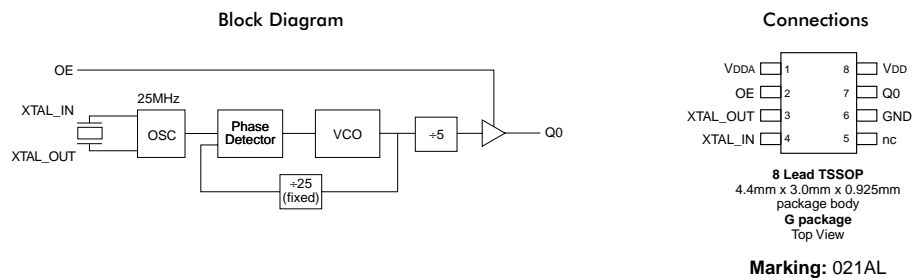 Block Diagram
OE
XTAL_IN
25MHz
OSC
XTAL_OUT
Phase
Detector
VCO
÷5
Q0
÷25
(fixed)
Connections
VDDA 1 8 VDD
OE 2 7 Q0
XTAL_OUT 3 6 GND
XTAL_IN 4 5 nc
8 Lead TSSOP
4.4mm x 3.0mm x 0.925mm
package body
G package
Top View
Marking: 021AL